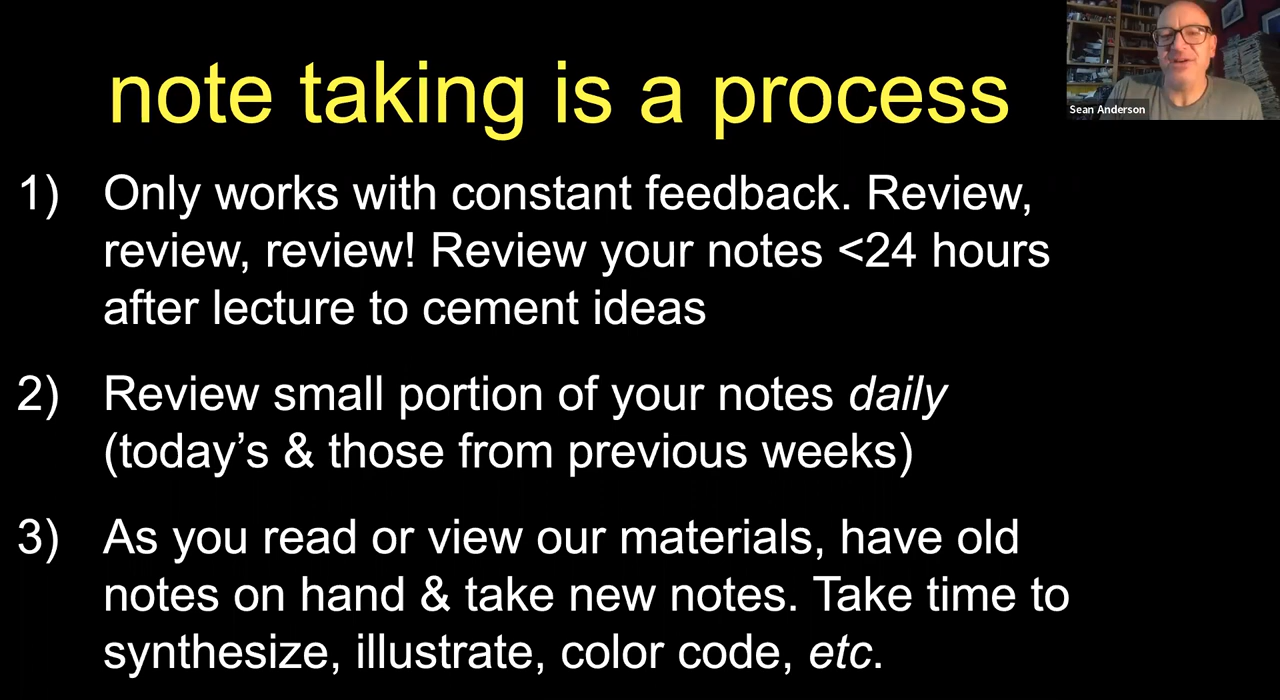 note taking is a process
Sean Anderson
1) Only works with constant feedback. Review,
review, review! Review your notes <24 hours
after lecture to cement ideas
2) Review small portion of your notes daily
(today’s & those from previous weeks)
3) As you read or view our materials, have old
notes on hand & take new notes. Take time to
synthesize, illustrate, color code, etc.